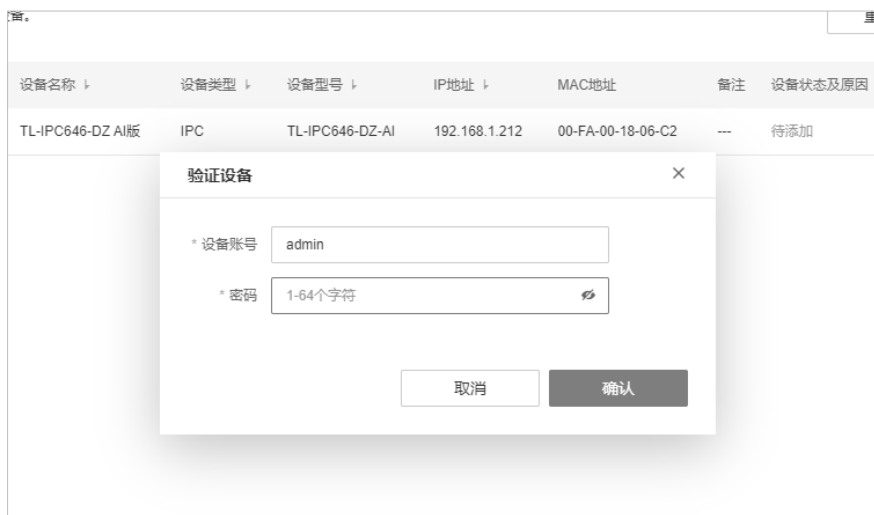 备。
设备名称 设备类型 设备型号 IP地址 MAC地址 备注 设备状态及原因
TL-IPC646-DZ AI版 IPC TL-IPC646-DZ-AI 192.168.1.212 00-FA-00-18-06-C2 --- 待添加
验证设备
* 设备账号 admin
* 密码 1-64个字符
取消 确认